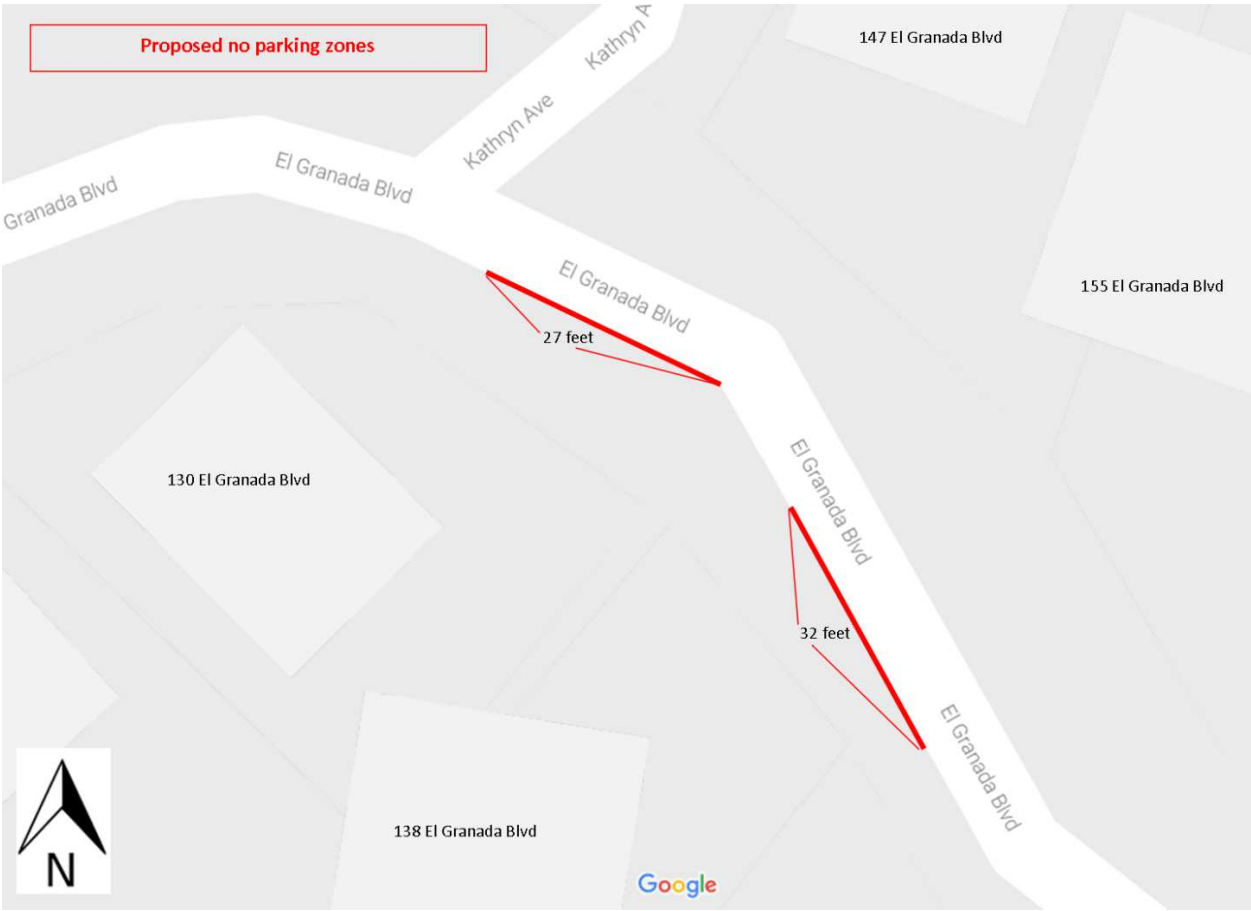 Proposed no parking zones
147 El Granada Blvd
Kathryn A
Kathryn Ave
El Granada Blvd
Granada Blvd
El Granada Blvd
155 El Granada Blvd
27 feet
130 El Granada Blvd
El Granada Blvd
32 feet
El Granada Blvd
138 El Granada Blvd
N
Google